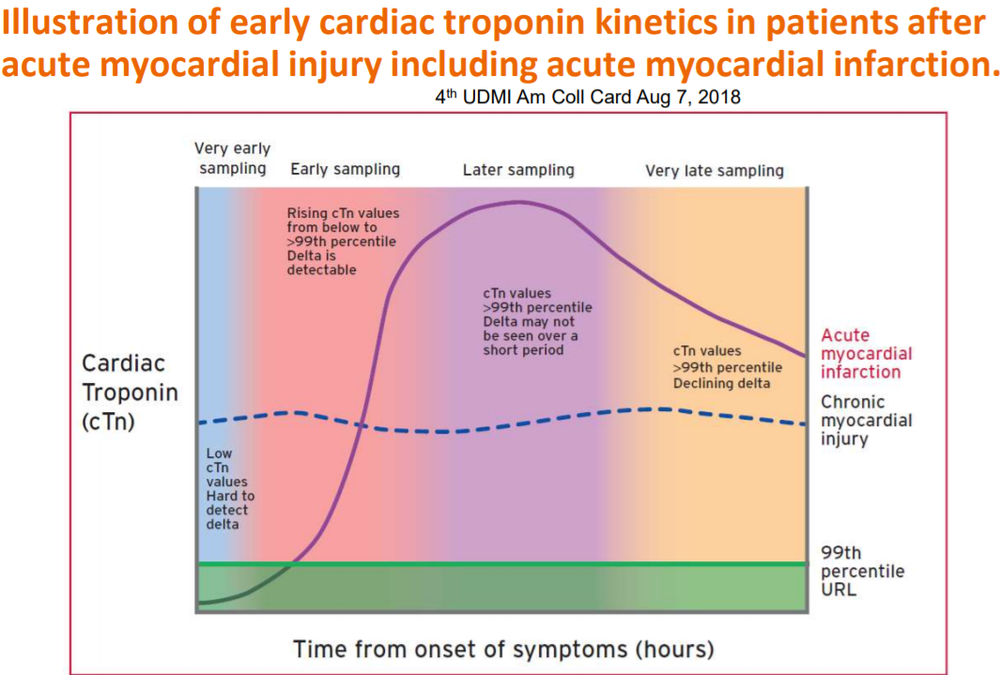 Illustration of early cardiac troponin kinetics in patients after
acute myocardial injury including acute myocardial infarction.
4th UDMI Am Coll Card Aug 7, 2018
Very early
sampling
Early sampling
Later sampling
Very late sampling
Rising cTn values
from below to
>99th percentile
Delta is
detectable
cTn values
>99th percentile
Delta may not
be seen over a
short period
cTn values
>99th percentile
Declining delta
Low
cTn
values
Hard to
detect
delta
Cardiac
Troponin
(cTn)
Acute
myocardial
infarction
Chronic
myocardial
injury
99th
percentile
URL
Time from onset of symptoms (hours)